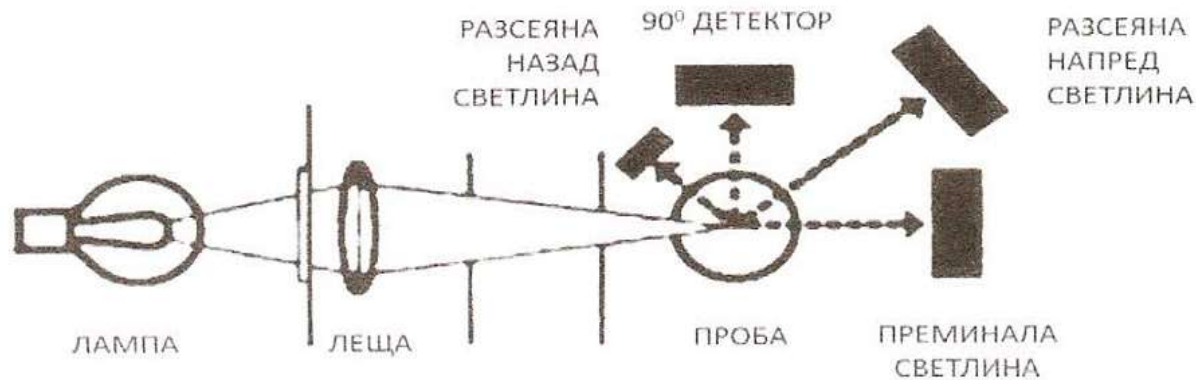 РАЗСЕЯНА
НАЗАД
СВЕТЛИНА
90⁰ ДЕТЕКТОР
РАЗСЕЯНА
НАПРЕД
СВЕТЛИНА
ЛАМПА
ЛЕЩА
ПРОБА
ПРЕМИНАЛА
СВЕТЛИНА